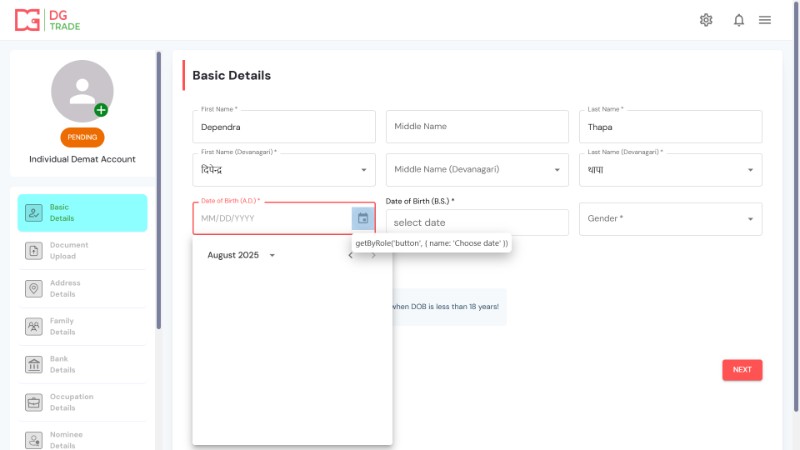 DG
TRADE
PENDING
Individual Demat Account
Basic
Details
Document
Upload
Address
Details
Family
Details
Bank
Details
Occupation
Details
Nominee
Details
Basic Details
First Name *
Dependra
Middle Name
Last Name *
Thapa
First Name (Devanagari) *
दिपेन्द्र
Middle Name (Devanagari)
Last Name (Devanagari) *
थापा
Date of Birth (A.D.) *
MM/DD/YYYY
Date of Birth (B.S.) *
select date
Gender *
getByRole('button', { name: 'Choose date' })
August 2025
when DOB is less than 18 years!
NEXT